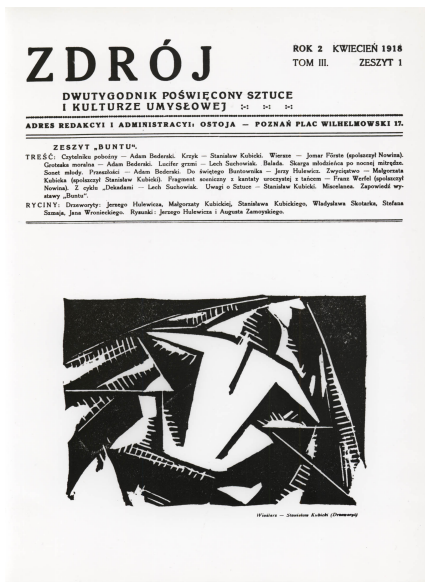 ZDRÓJ
ROK 2 KWIECIEŃ 1918
TOM III. ZESZYT 1
DWUTYGODNIK POŚWIĘCONY SZTUCE
I KULTURZE UMYSŁOWEJ
ADRES REDAKCYI I ADMINISTRACYI: OSTOJA — POZNAŃ PLAC WILHELMOWSKI 17.
ZESZYT „BUNTU".
TREŚĆ: Czytelniku pobożny — Adam Bederski. Krzyk — Stanisław Kubicki. Wiersze — Jomar Förste (spolszczył Nowina).
Groteska moralna — Adam Bederski. Lucifer grzmi — Lech Suchowiak. Balada. Skarga młodzieńca po nocnej mitrędze.
Sonet młody. Przeszłości — Adam Bederski. Do świętego Buntownika — Jerzy Hulewicz. Zwycięstwo — Małgorzata
Kubicka (spolszczył Stanisław Kubicki). Fragment sceniczny z kantaty uroczystej z tańcem — Franz Werfel (spolszczył
Nowina). Z cyklu „Dekadami — Lech Suchowiak. Uwagi o Sztuce — Stanisław Kubicki. Miscelanea. Zapowiedź wy-
stawy „Buntu".
RYCINY: Drzeworyty: Jerzego Hulewicza, Małgorzaty Kubickiej, Stanisława Kubickiego, Władysława Skotarka, Stefana
Szmaja, Jana Wronieckiego. Rysunki: Jerzego Hulewicza i Augusta Zamoyskiego.
Wioślarz — Stanisław Kubicki (Drzeworyt)